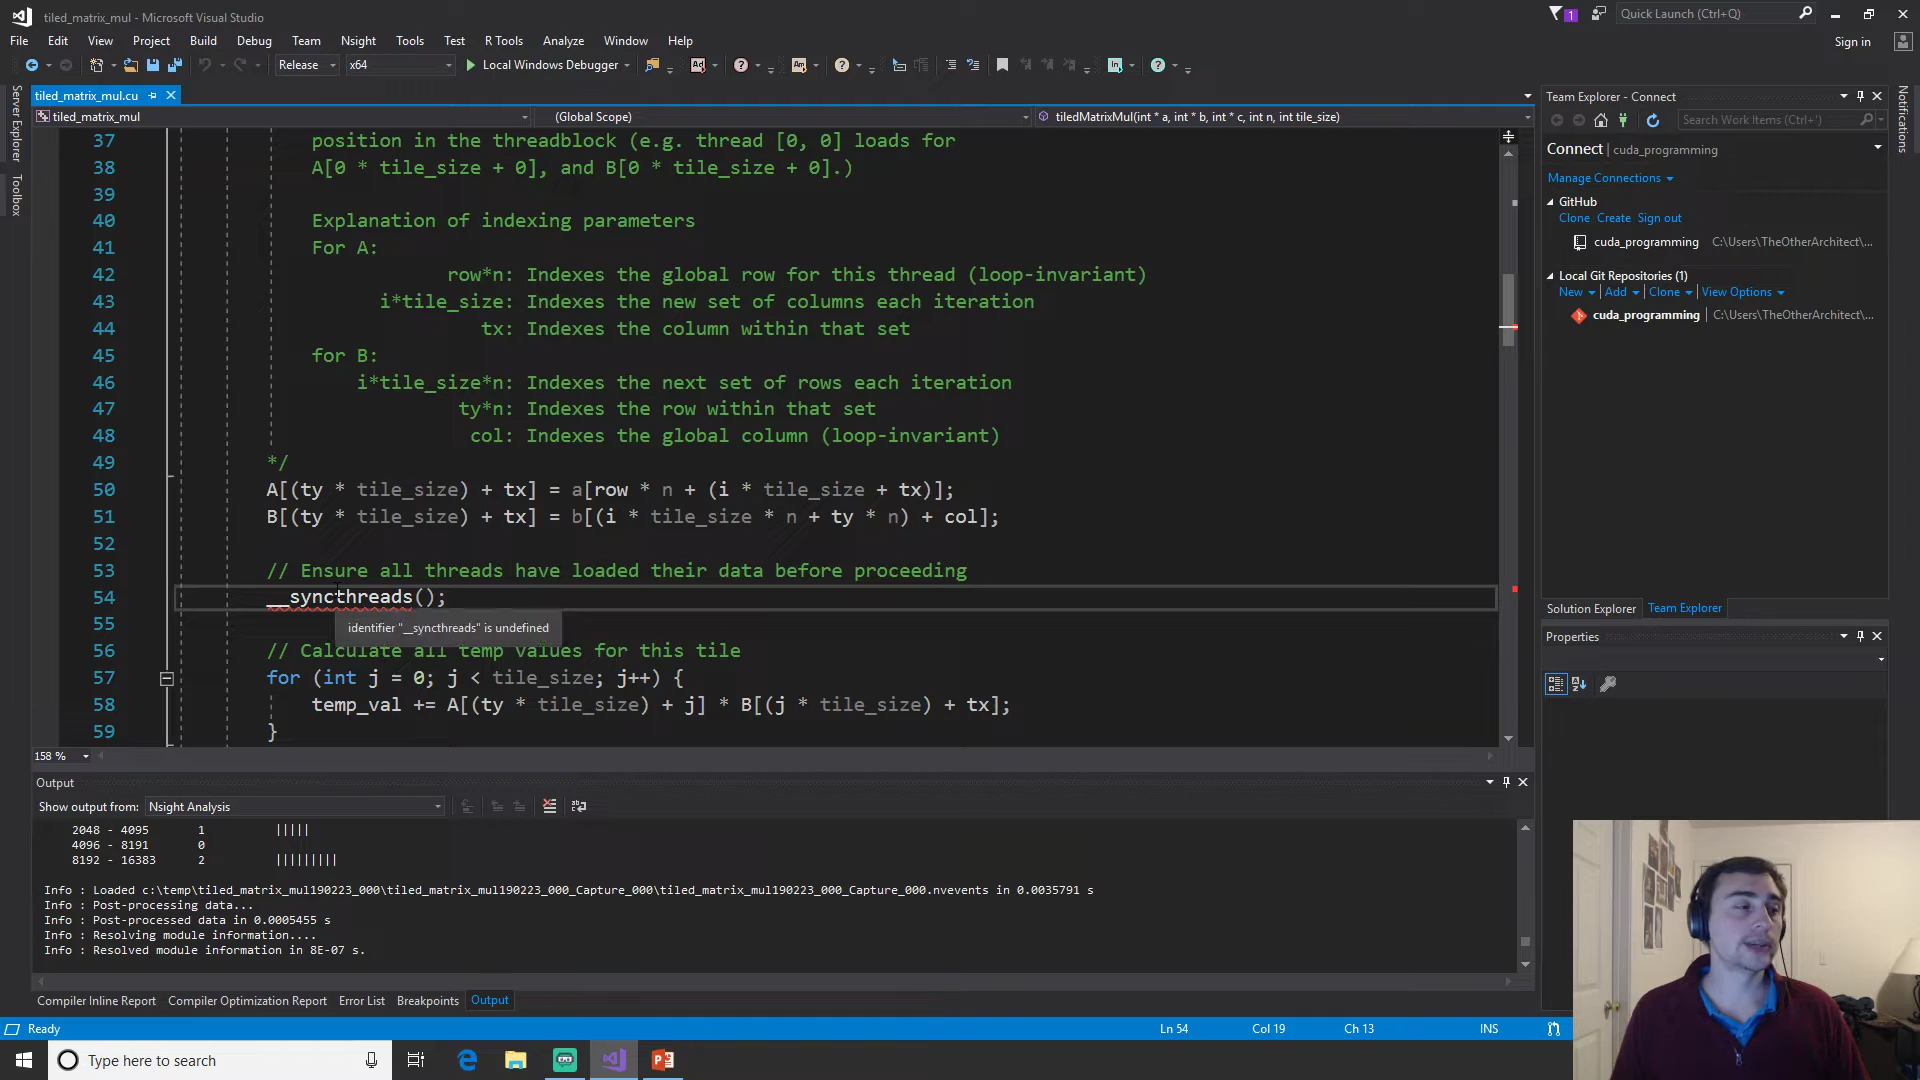 tiled_matrix_mul - Microsoft Visual Studio
1
Quick Launch (Ctrl+Q)
File Edit View Project Build Debug Team Nsight Tools Test R Tools Analyze Window Help
Sign in
Release x64 Local Windows Debugger
Server Explorer
Toolbox
tiled_matrix_mul.cu
tiled_matrix_mul (Global Scope) tiledMatrixMul(int * a, int * b, int * c, int n, int tile_size)
37 position in the threadblock (e.g. thread [0, 0] loads for
38 A[0 * tile_size + 0], and B[0 * tile_size + 0].)
39
40 Explanation of indexing parameters
41 For A:
42 row*n: Indexes the global row for this thread (loop-invariant)
43 i*tile_size: Indexes the new set of columns each iteration
44 tx: Indexes the column within that set
45 for B:
46 i*tile_size*n: Indexes the next set of rows each iteration
47 ty*n: Indexes the row within that set
48 col: Indexes the global column (loop-invariant)
49 */
50 A[(ty * tile_size) + tx] = a[row * n + (i * tile_size + tx)];
51 B[(ty * tile_size) + tx] = b[(i * tile_size * n + ty * n) + col];
52
53 // Ensure all threads have loaded their data before proceeding
54 __syncthreads();
55
identifier "__syncthreads" is undefined
56 // Calculate all temp values for this tile
57 for (int j = 0; j < tile_size; j++) {
58 temp_val += A[(ty * tile_size) + j] * B[(j * tile_size) + tx];
59 }
158 %
Output
Show output from: Nsight Analysis
2048 - 4095 1 |||||
4096 - 8191 0
8192 - 16383 2 |||||||||
Info : Loaded c:\temp\tiled_matrix_mul190223_000\tiled_matrix_mul190223_000_Capture_000\tiled_matrix_mul190223_000_Capture_000.nvevents in 0.0035791 s
Info : Post-processing data...
Info : Post-processed data in 0.0005455 s
Info : Resolving module information....
Info : Resolved module information in 8E-07 s.
Compiler Inline Report Compiler Optimization Report Error List Breakpoints Output
Team Explorer - Connect
Search Work Items (Ctrl+')
Connect | cuda_programming
Manage Connections
GitHub
Clone Create Sign out
cuda_programming C:\Users\TheOtherArchitect\...
Local Git Repositories (1)
New Add Clone View Options
cuda_programming C:\Users\TheOtherArchitect\...
Solution Explorer Team Explorer
Properties
Notifications
Ready Ln 54 Col 19 Ch 13 INS
Type here to search